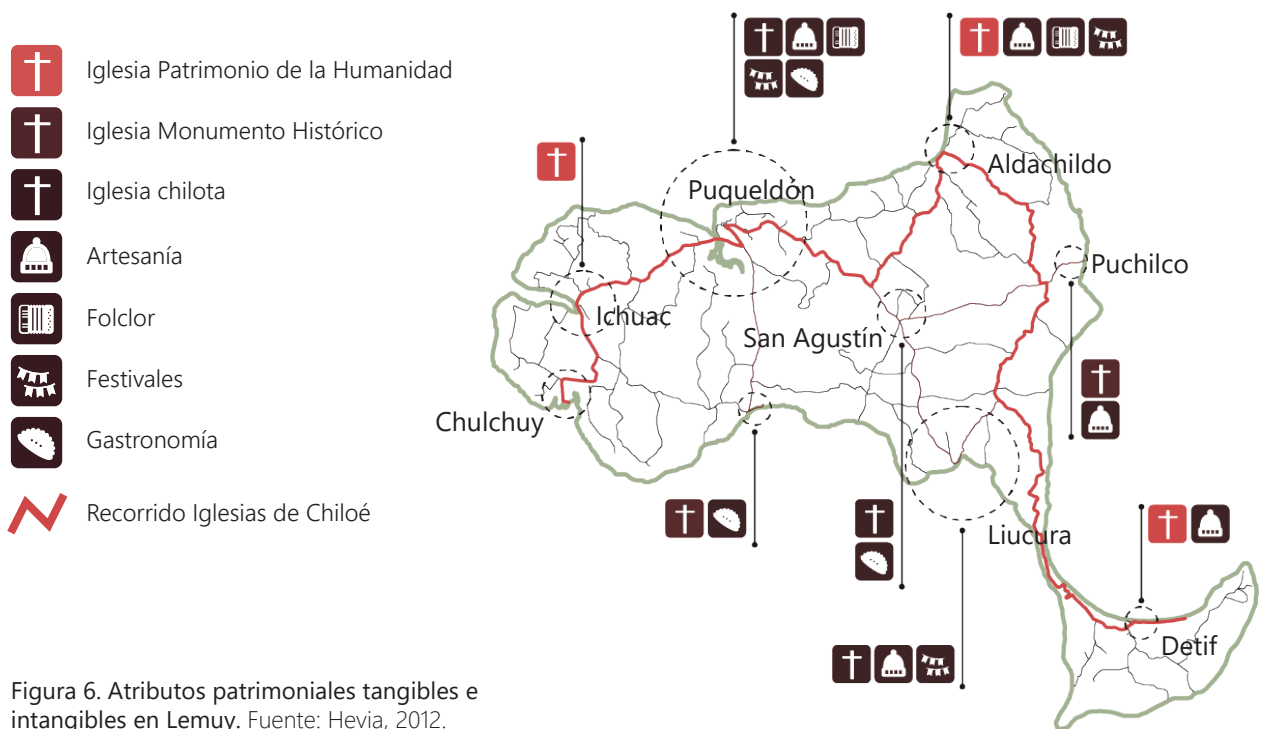 Iglesia Patrimonio de la Humanidad
Iglesia Monumento Histórico
Iglesia chilota
Artesanía
Folclor
Festivales
Gastronomía
Recorrido Iglesias de Chiloé
Puqueldón
Aldachildo
Puchilco
Ichuac
San Agustín
Chulchuy
Liucura
Detif
Figura 6. Atributos patrimoniales tangibles e
intangibles en Lemuy. Fuente: Hevia, 2012.